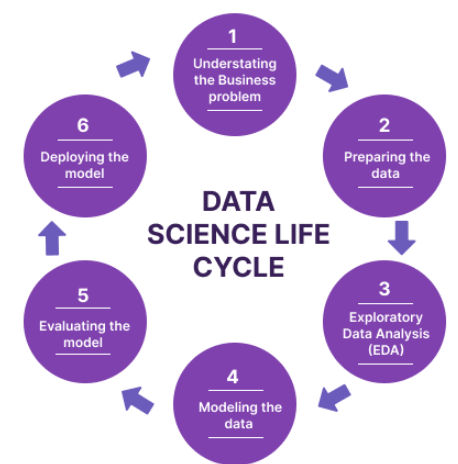 1
Understating
the Business
problem
2
Preparing the
data
3
Exploratory
Data Analysis
(EDA)
4
Modeling the
data
5
Evaluating the
model
6
Deploying the
model
DATA
SCIENCE LIFE
CYCLE